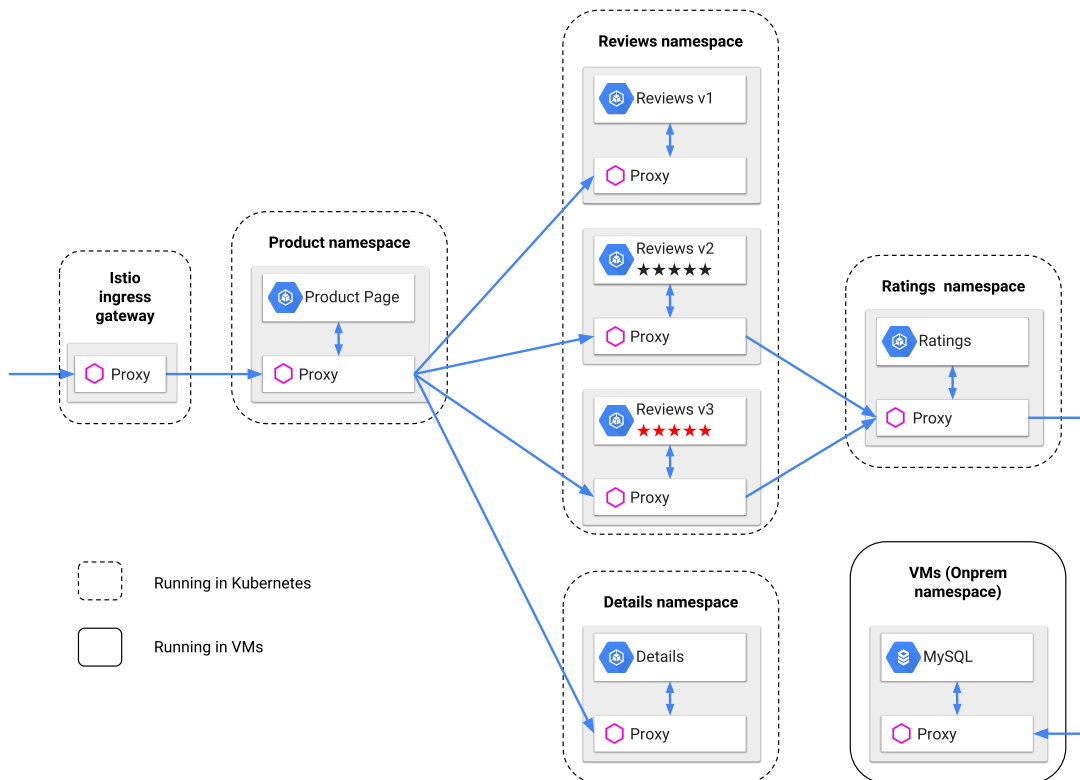 Istio
ingress
gateway
Proxy
Product namespace
Product Page
Proxy
Reviews namespace
Reviews v1
Proxy
Reviews v2
★★★★★
Proxy
Reviews v3
★★★★★
Proxy
Details namespace
Details
Proxy
Ratings namespace
Ratings
Proxy
VMs (Onprem
namespace)
MySQL
Proxy
Running in Kubernetes
Running in VMs